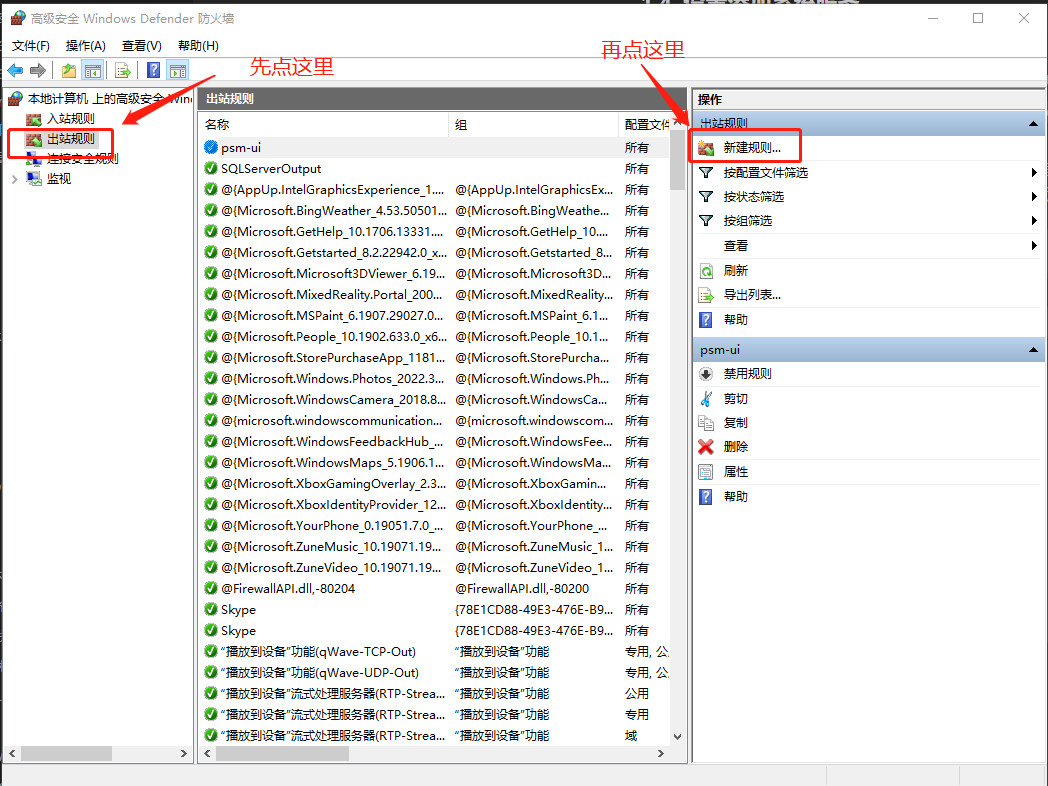 高级安全 Windows Defender 防火墙
文件(F) 操作(A) 查看(V) 帮助(H)
先点这里
再点这里
本地计算机 上的高级安全 Win
入站规则
出站规则
连接安全规则
监视
出站规则
名称 组 配置文件
psm-ui 所有
SQLServerOutput 所有
@{AppUp.IntelGraphicsExperience_1.... @{AppUp.IntelGraphicsEx... 所有
@{Microsoft.BingWeather_4.53.50501... @{Microsoft.BingWeathe... 所有
@{Microsoft.GetHelp_10.1706.13331.... @{Microsoft.GetHelp_10.... 所有
@{Microsoft.Getstarted_8.2.22942.0_x... @{Microsoft.Getstarted_8... 所有
@{Microsoft.Microsoft3DViewer_6.19... @{Microsoft.Microsoft3D... 所有
@{Microsoft.MixedReality.Portal_200... @{Microsoft.MixedReality... 所有
@{Microsoft.MSPaint_6.1907.29027.0... @{Microsoft.MSPaint_6.1... 所有
@{Microsoft.People_10.1902.633.0_x6... @{Microsoft.People_10.1... 所有
@{Microsoft.StorePurchaseApp_1181... @{Microsoft.StorePurcha... 所有
@{Microsoft.Windows.Photos_2022.3... @{Microsoft.Windows.Ph... 所有
@{Microsoft.WindowsCamera_2018.8... @{Microsoft.WindowsCa... 所有
@{microsoft.windowscommunication... @{microsoft.windowscom... 所有
@{Microsoft.WindowsFeedbackHub_... @{Microsoft.WindowsFee... 所有
@{Microsoft.WindowsMaps_5.1906.1... @{Microsoft.WindowsMa... 所有
@{Microsoft.XboxGamingOverlay_2.3... @{Microsoft.XboxGamin... 所有
@{Microsoft.XboxIdentityProvider_12... @{Microsoft.XboxIdentity... 所有
@{Microsoft.YourPhone_0.19051.7.0_... @{Microsoft.YourPhone_... 所有
@{Microsoft.ZuneMusic_10.19071.19... @{Microsoft.ZuneMusic_1... 所有
@{Microsoft.ZuneVideo_10.19071.19... @{Microsoft.ZuneVideo_1... 所有
@FirewallAPI.dll,-80204 @FirewallAPI.dll,-80200 所有
Skype {78E1CD88-49E3-476E-B9... 所有
Skype {78E1CD88-49E3-476E-B9... 所有
"播放到设备"功能(qWave-TCP-Out) "播放到设备"功能 专用, 公
"播放到设备"功能(qWave-UDP-Out) "播放到设备"功能 专用, 公
"播放到设备"流式处理服务器(RTP-Strea... "播放到设备"功能 公用
"播放到设备"流式处理服务器(RTP-Strea... "播放到设备"功能 专用
"播放到设备"流式处理服务器(RTP-Strea... "播放到设备"功能 域
操作
出站规则
新建规则...
按配置文件筛选
按状态筛选
按组筛选
查看
刷新
导出列表...
帮助
psm-ui
禁用规则
剪切
复制
删除
属性
帮助